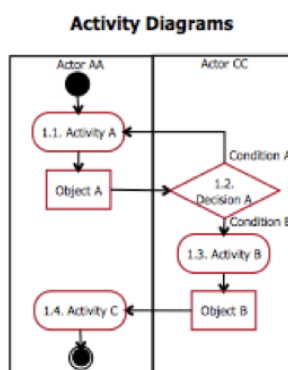 Activity Diagrams
Actor AA
Actor CC
1.1. Activity A
Condition A
Object A
1.2.
Decision A
Condition B
1.3. Activity B
1.4. Activity C
Object B